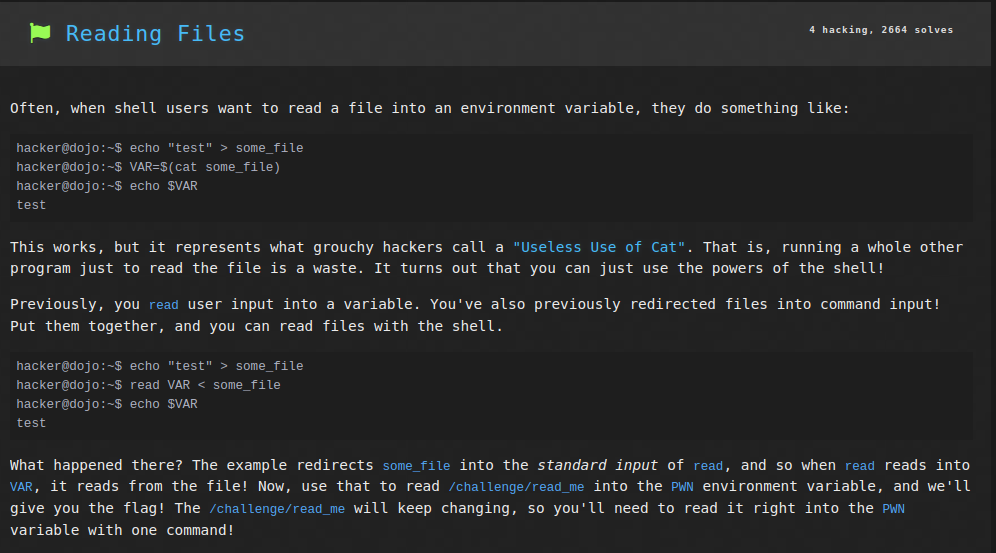 Reading Files
4 hacking, 2664 solves
Often, when shell users want to read a file into an environment variable, they do something like:
hacker@dojo:~$ echo "test" > some_file
hacker@dojo:~$ VAR=$(cat some_file)
hacker@dojo:~$ echo $VAR
test
This works, but it represents what grouchy hackers call a "Useless Use of Cat". That is, running a whole other
program just to read the file is a waste. It turns out that you can just use the powers of the shell!
Previously, you read user input into a variable. You've also previously redirected files into command input!
Put them together, and you can read files with the shell.
hacker@dojo:~$ echo "test" > some_file
hacker@dojo:~$ read VAR < some_file
hacker@dojo:~$ echo $VAR
test
What happened there? The example redirects some_file into the standard input of read, and so when read reads into
VAR, it reads from the file! Now, use that to read /challenge/read_me into the PWN environment variable, and we'll
give you the flag! The /challenge/read_me will keep changing, so you'll need to read it right into the PWN
variable with one command!